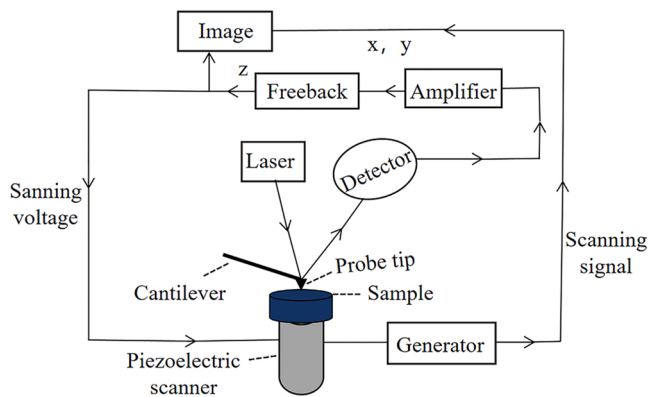 Image
x, y
z
Freeback
Amplifier
Laser
Detector
Sanning
voltage
Scanning
signal
Probe tip
Cantilever
Sample
Generator
Piezoelectric
scanner